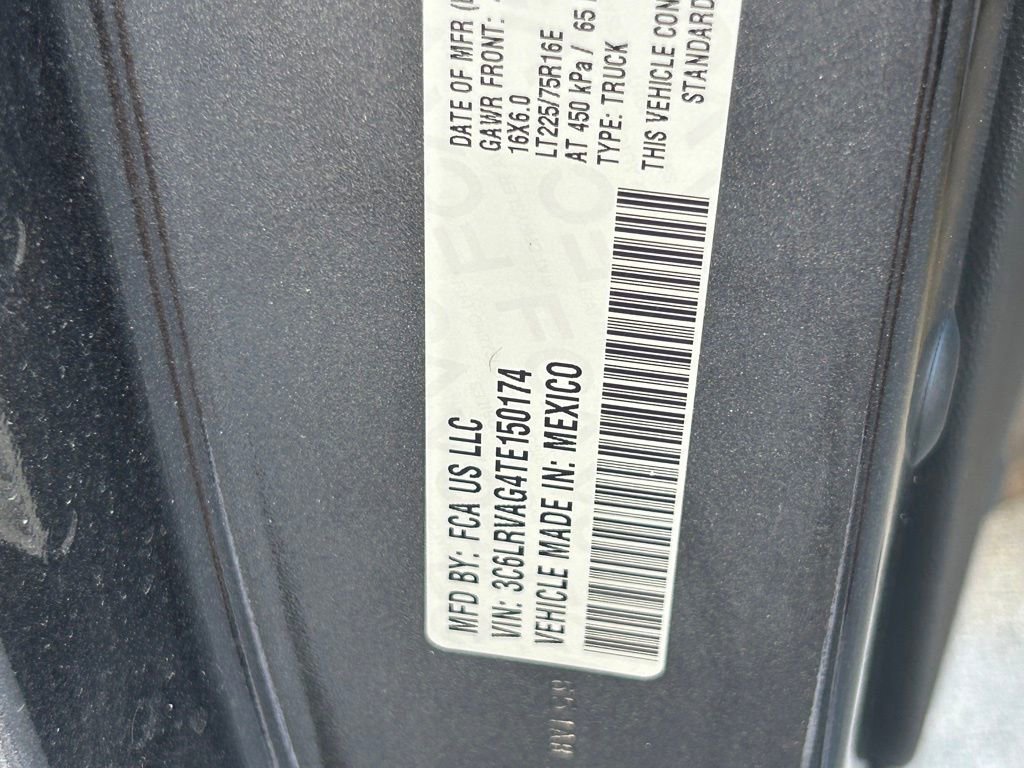 MFD BY: FCA US LLC
VIN: 3C6LRVAG4TE150174
VEHICLE MADE IN: MEXICO
DATE OF MFR
GAWR FRONT:
16X6.0
LT225/75R16E
AT 450 kPa / 65
TYPE: TRUCK
THIS VEHICLE CON
STANDARD